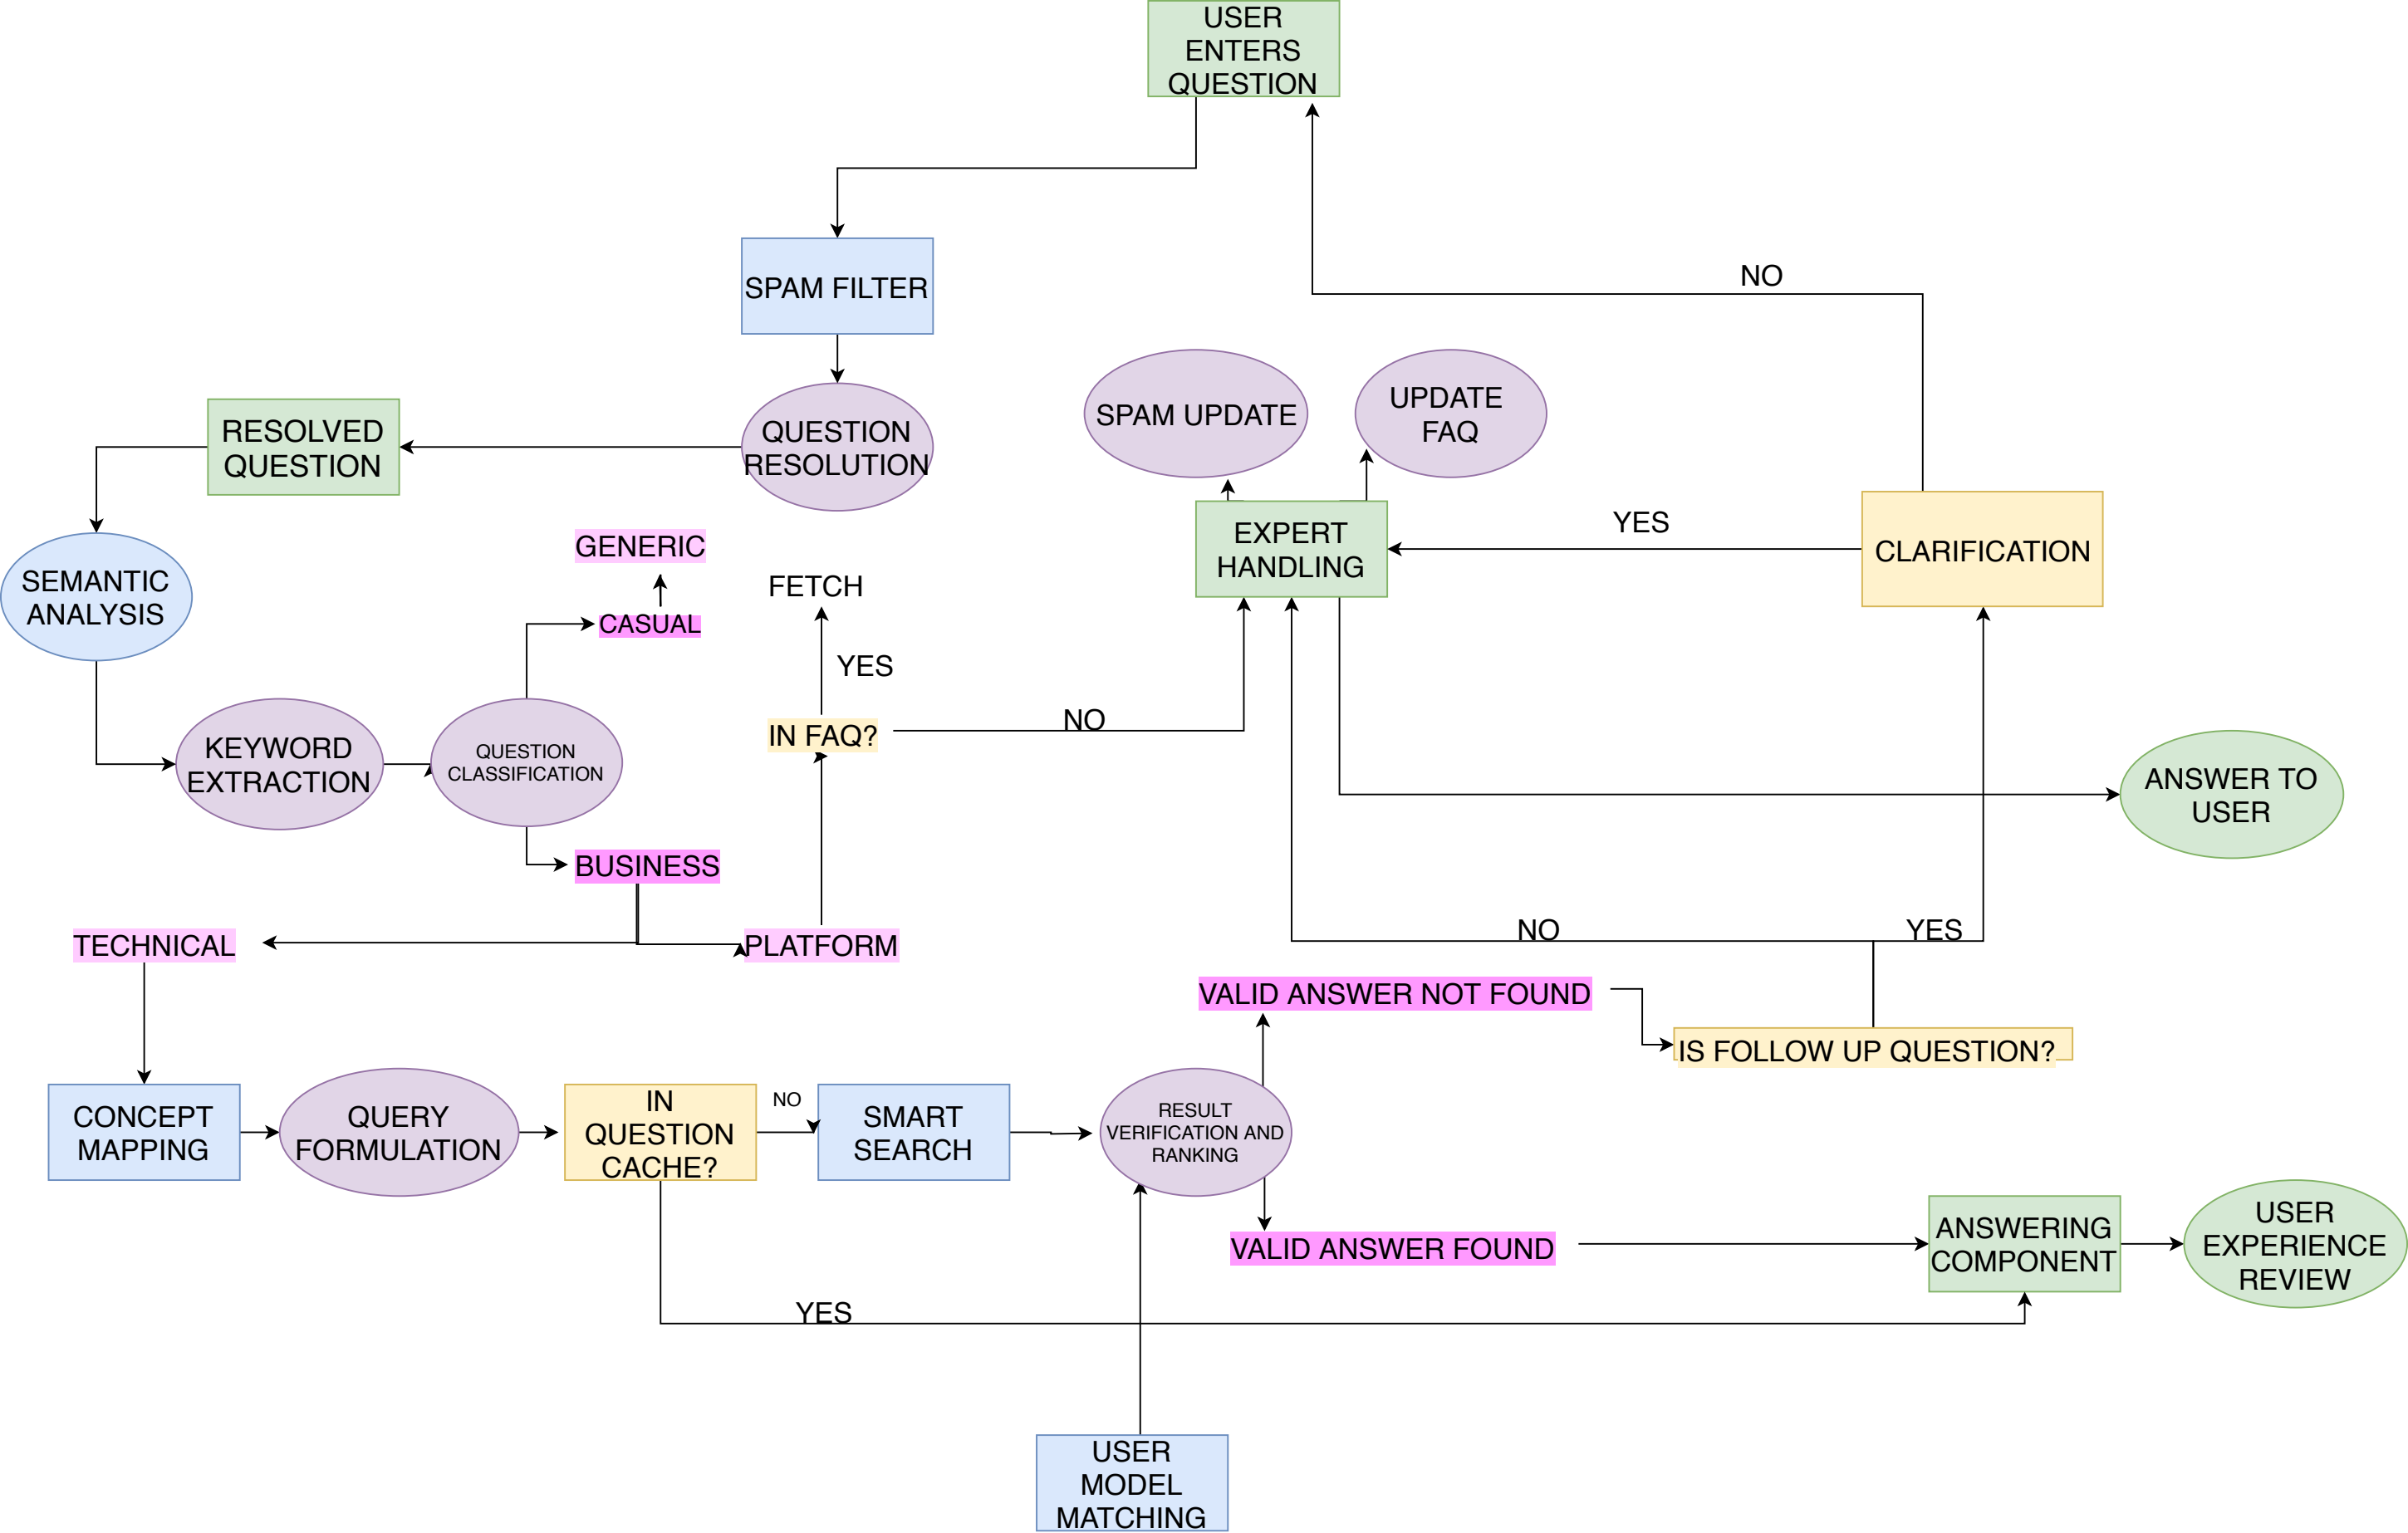 USER
ENTERS
QUESTION
NO
SPAM FILTER
SPAM UPDATE
UPDATE
FAQ
RESOLVED
QUESTION
QUESTION
RESOLUTION
YES
EXPERT
HANDLING
CLARIFICATION
GENERIC
FETCH
SEMANTIC
ANALYSIS
CASUAL
YES
IN FAQ?
NO
KEYWORD
EXTRACTION
QUESTION
CLASSIFICATION
ANSWER TO
USER
BUSINESS
TECHNICAL
PLATFORM
NO
YES
VALID ANSWER NOT FOUND
IS FOLLOW UP QUESTION?
CONCEPT
MAPPING
QUERY
FORMULATION
IN
QUESTION
CACHE?
NO
SMART
SEARCH
RESULT
VERIFICATION AND
RANKING
VALID ANSWER FOUND
ANSWERING
COMPONENT
USER
EXPERIENCE
REVIEW
YES
USER
MODEL
MATCHING